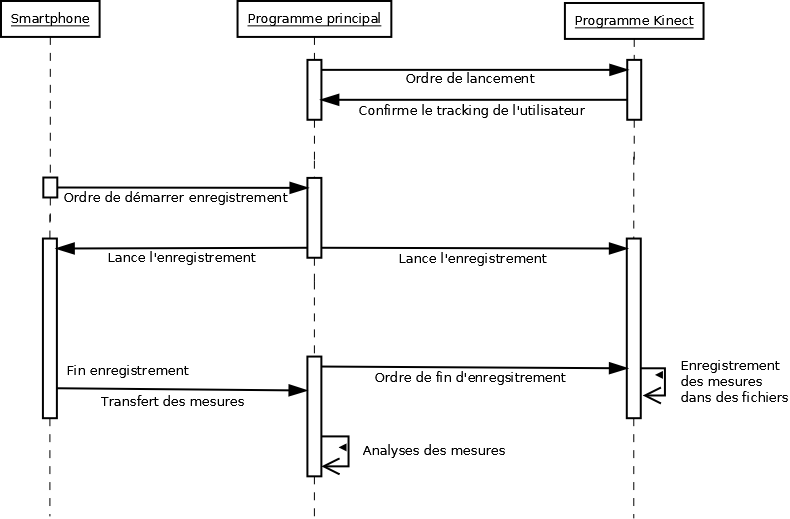 Smartphone
Programme principal
Programme Kinect
Ordre de lancement
Confirme le tracking de l'utilisateur
Ordre de démarrer enregistrement
Lance l'enregistrement
Lance l'enregistrement
Fin enregistrement
Ordre de fin d'enregsitrement
Enregistrement
des mesures
dans des fichiers
Transfert des mesures
Analyses des mesures